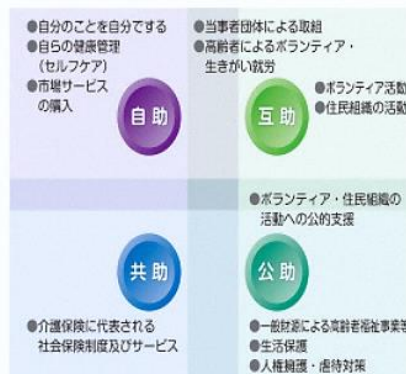 ●自分のことを自分でする
●自らの健康管理
(セルフケア)
●市場サービス
の購入
自助
●当事者団体による取組
●高齢者によるボランティア・
生きがい就労
●ボランティア活動
●住民組織の活動
互助
●ボランティア・住民組織の
活動への公的支援
共助
●介護保険に代表される
社会保険制度及びサービス
公助
●一般財源による高齢者福祉事業等
●生活保護
●人権擁護・虐待対策